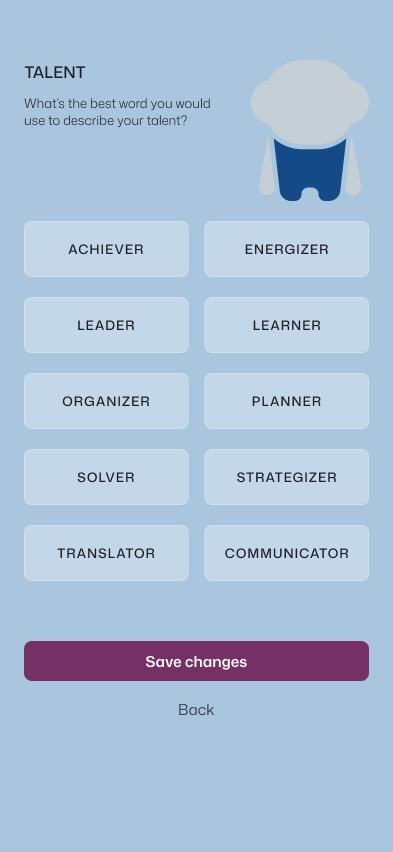 TALENT
What's the best word you would
use to describe your talent?
ACHIEVER
ENERGIZER
LEADER
LEARNER
ORGANIZER
PLANNER
SOLVER
STRATEGIZER
TRANSLATOR
COMMUNICATOR
Save changes
Back